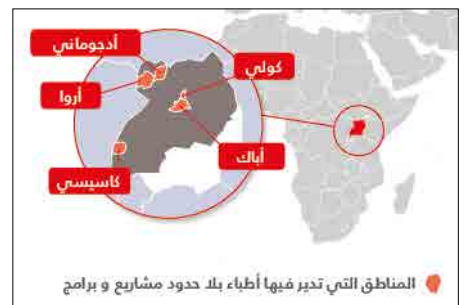 أدجوماني
كولي
أروا
أباك
كاسيسي
المناطق التي تدير فيها أطباء بلا حدود مشاريع و برامج